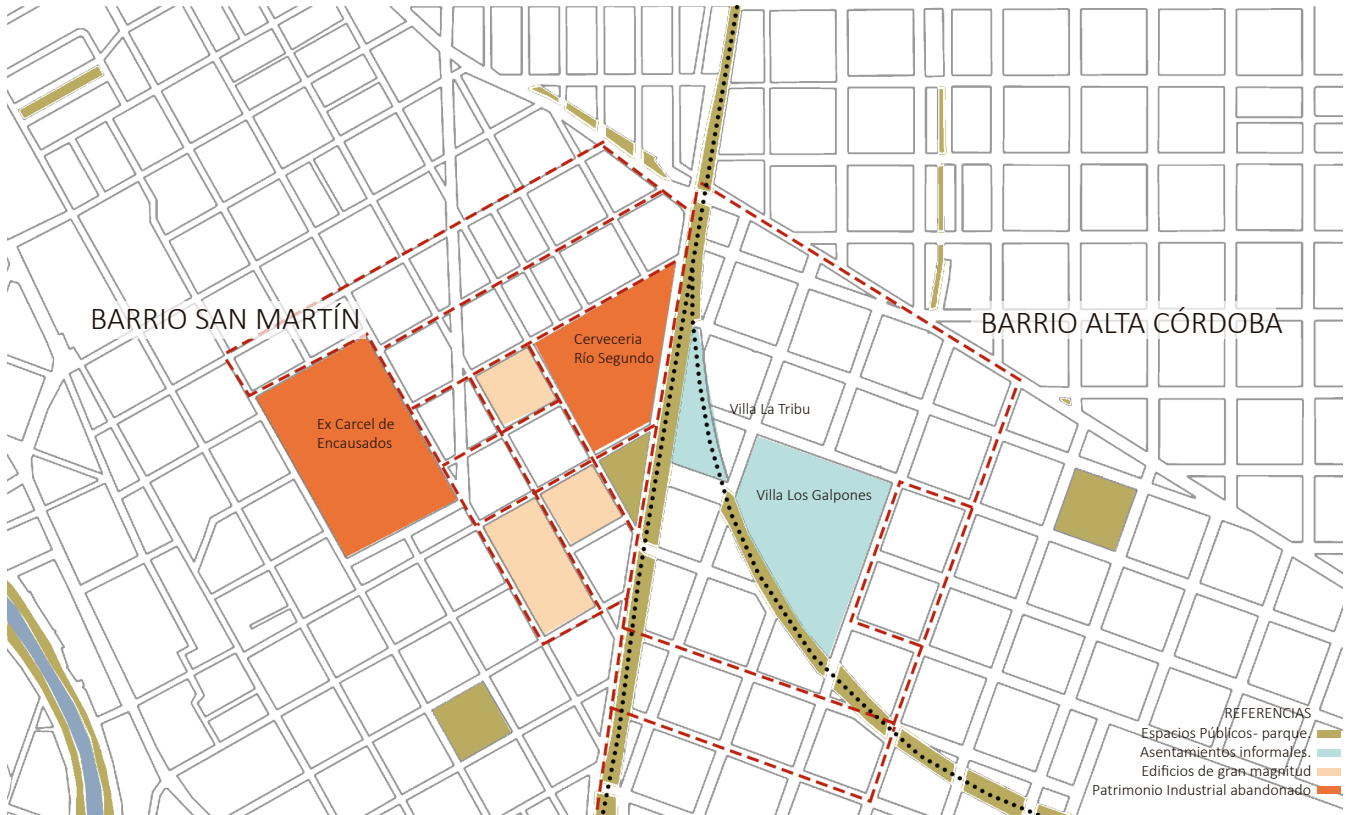 BARRIO SAN MARTÍN
BARRIO ALTA CÓRDOBA
Cerveceria
Río Segundo
Ex Carcel de
Encausados
Villa La Tribu
Villa Los Galpones
REFERENCIAS
Espacios Públicos- parque.
Asentamientos informales.
Edificios de gran magnitud
Patrimonio Industrial abandonado